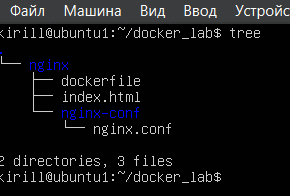 Файл Машина Вид Ввод Устройс
kirill@ubuntu1:~/docker_lab$ tree
.
└── nginx
    ├── dockerfile
    ├── index.html
    └── nginx-conf
        └── nginx.conf
2 directories, 3 files
kirill@ubuntu1:~/docker_lab$